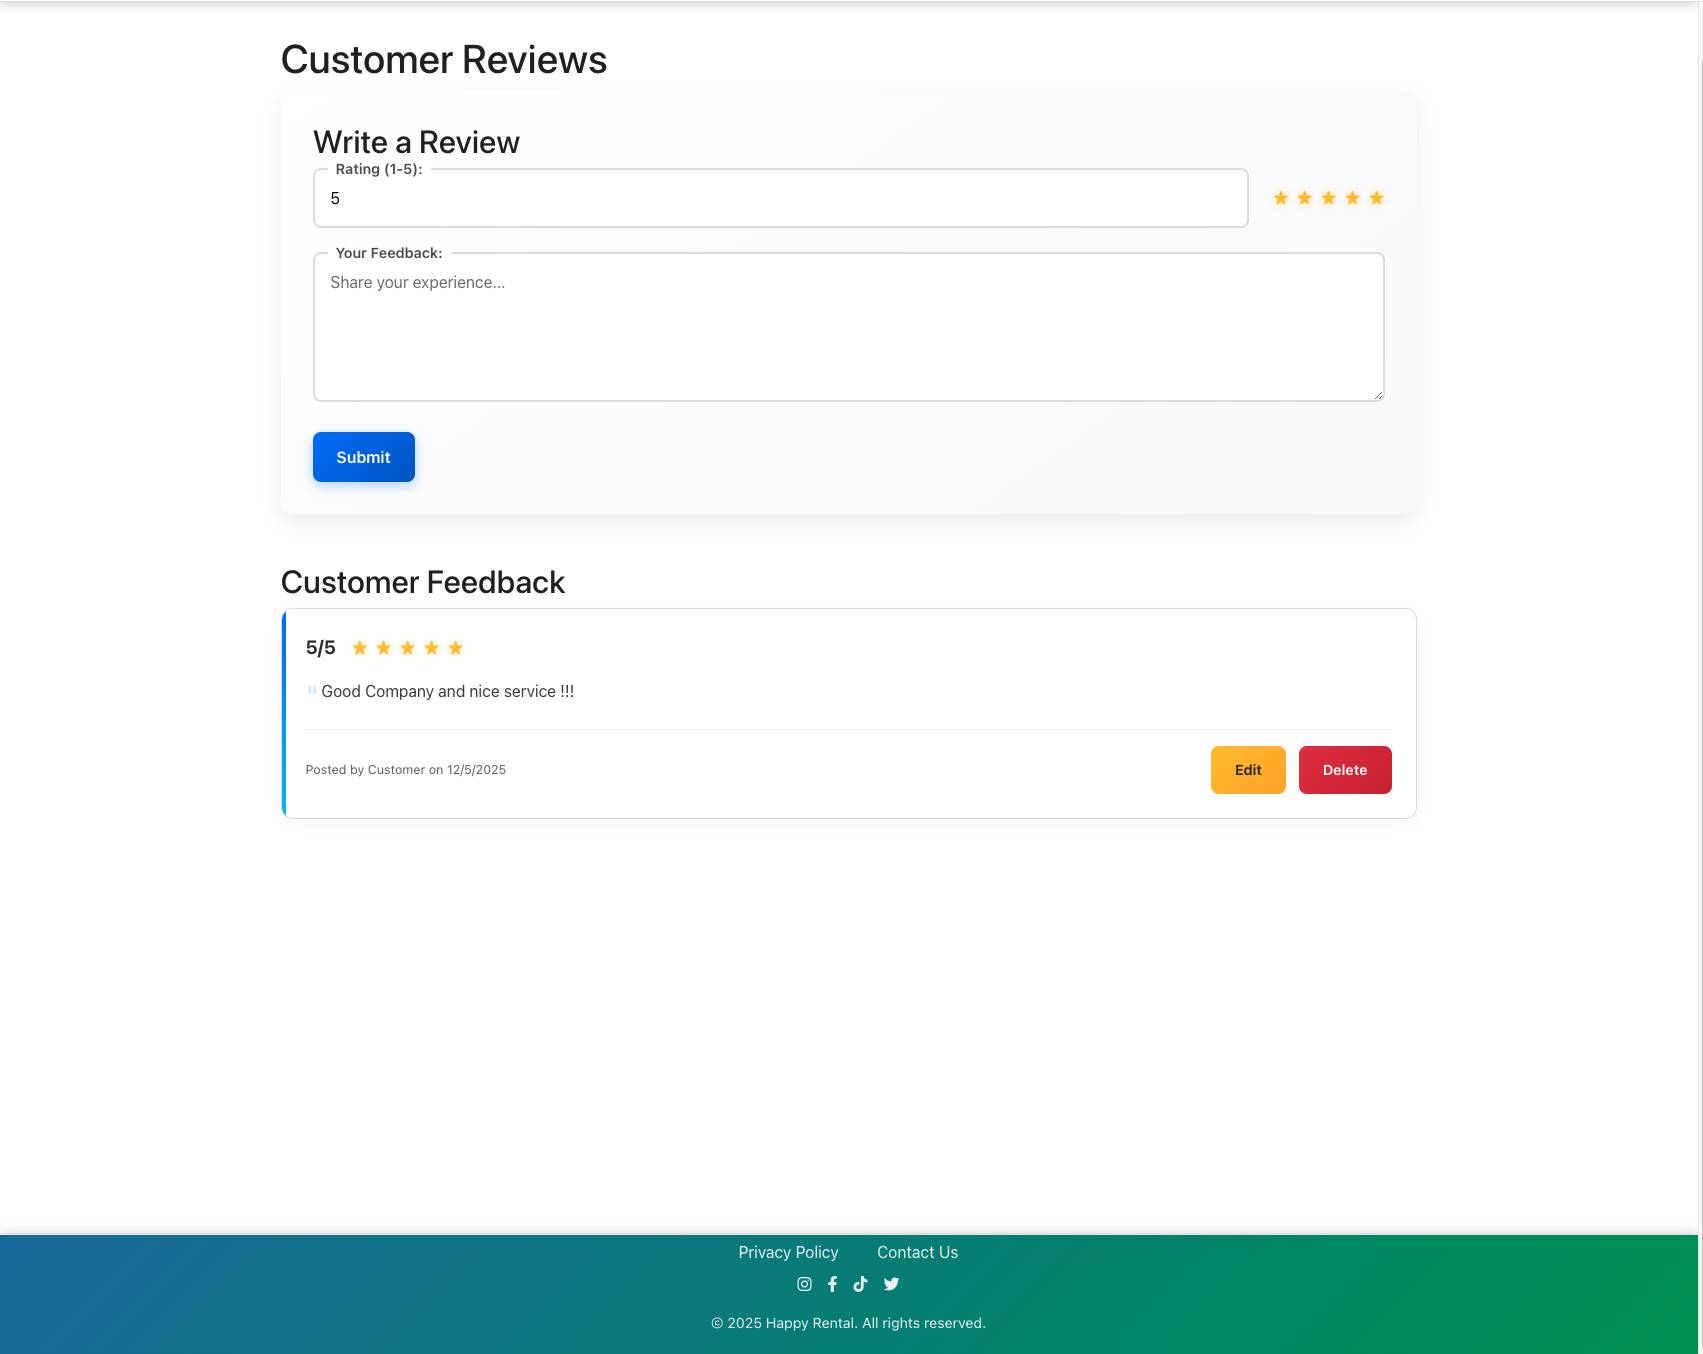 Customer Reviews
Write a Review
Rating (1-5):
5
Your Feedback:
Share your experience...
Submit
Customer Feedback
5/5
" Good Company and nice service !!!
Posted by Customer on 12/5/2025
Edit
Delete
Privacy Policy
Contact Us
© 2025 Happy Rental. All rights reserved.